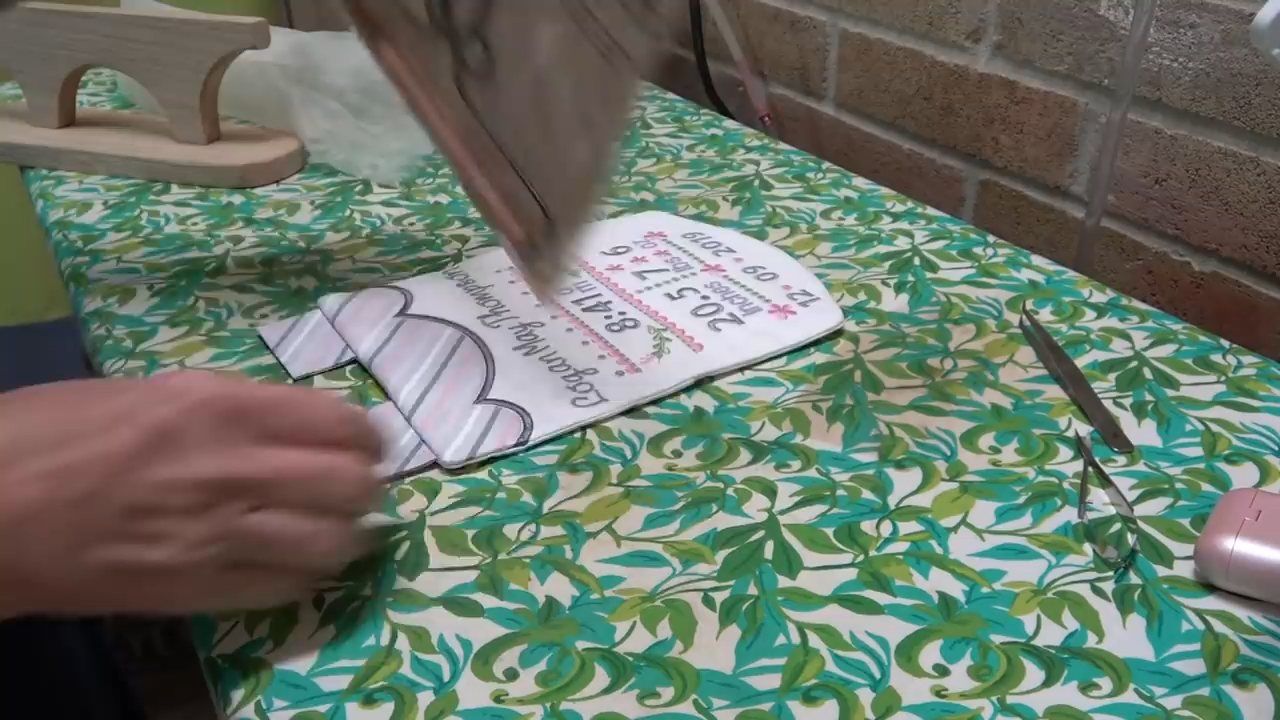 12 • 09 • 2019
20.5 7 6
Inches lbs oz
8:41
Logan May Thompson